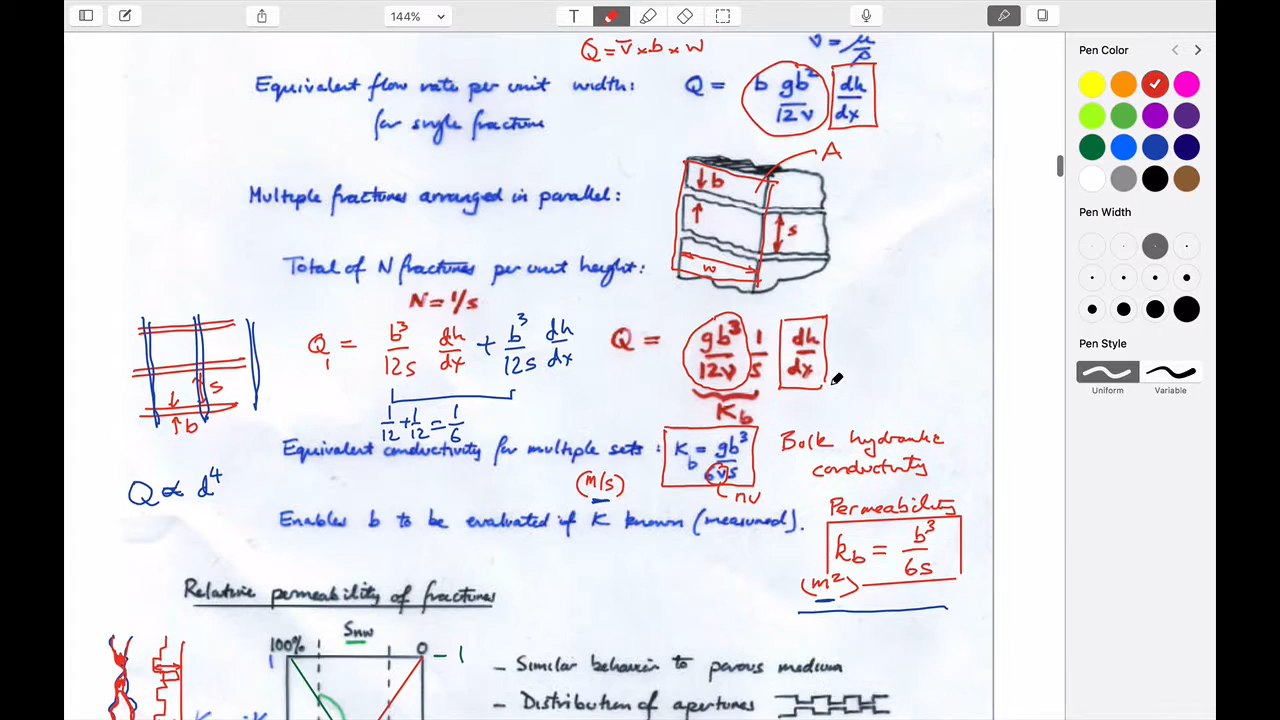 144%
T
Pen Color
Q = v̄ × b × w
ν = μ/ρ
Equivalent flow rate per unit width:
for single fracture
Q = b gb²/12ν dh/dx
A
Multiple fractures arranged in parallel:
b
s
w
Total of N fractures per unit height:
N = 1/s
Q₁ = b³/12s dh/dx + b³/12s dh/dx
Q = gb³/12ν 1/s dh/dx
K_b
s
b
1/12 + 1/12 = 1/6
Equivalent conductivity for multiple sets : K_b = gb³/6νs
Bulk hydraulic
conductivity
Q ∝ d⁴
(m/s)
nu
Enables b to be evaluated if K known (measured).
Permeability
k_b = b³/6s
(m²)
Relative permeability of fractures
Snw
100%
0
1
- 1
- Similar behavior to porous medium
- Distribution of apertures
Pen Width
Pen Style
Uniform
Variable